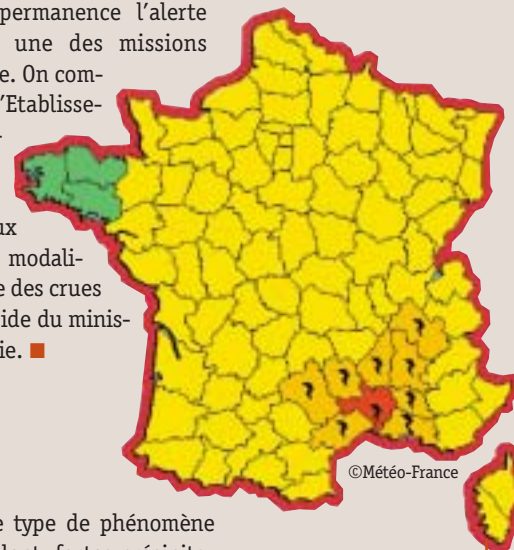 permanence l'alerte
une des missions
e. On com-
'Etablisse-
-
ux
modali-
e des crues
ide du minis-
ie. ■
©Météo-France
e type de phénomène